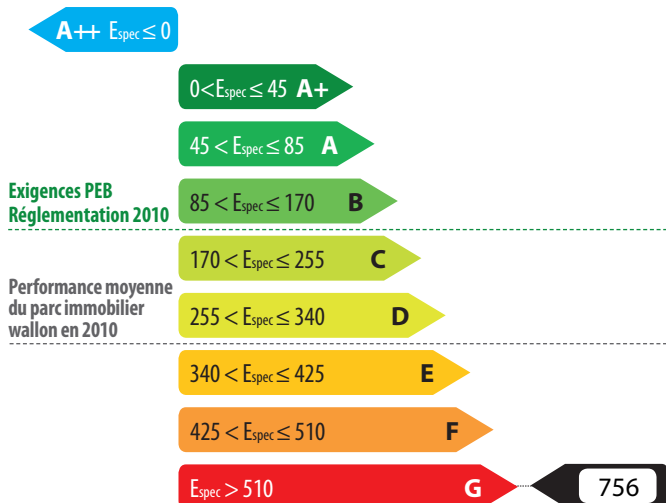 A++ Espec ≤ 0
0<Espec ≤ 45 A+
45 < Espec ≤ 85 A
Exigences PEB
Réglementation 2010
85 < Espec ≤ 170 B
170 < Espec ≤ 255 C
Performance moyenne
du parc immobilier
wallon en 2010
255 < Espec ≤ 340 D
340 < Espec ≤ 425 E
425 < Espec ≤ 510 F
Espec > 510 G 756